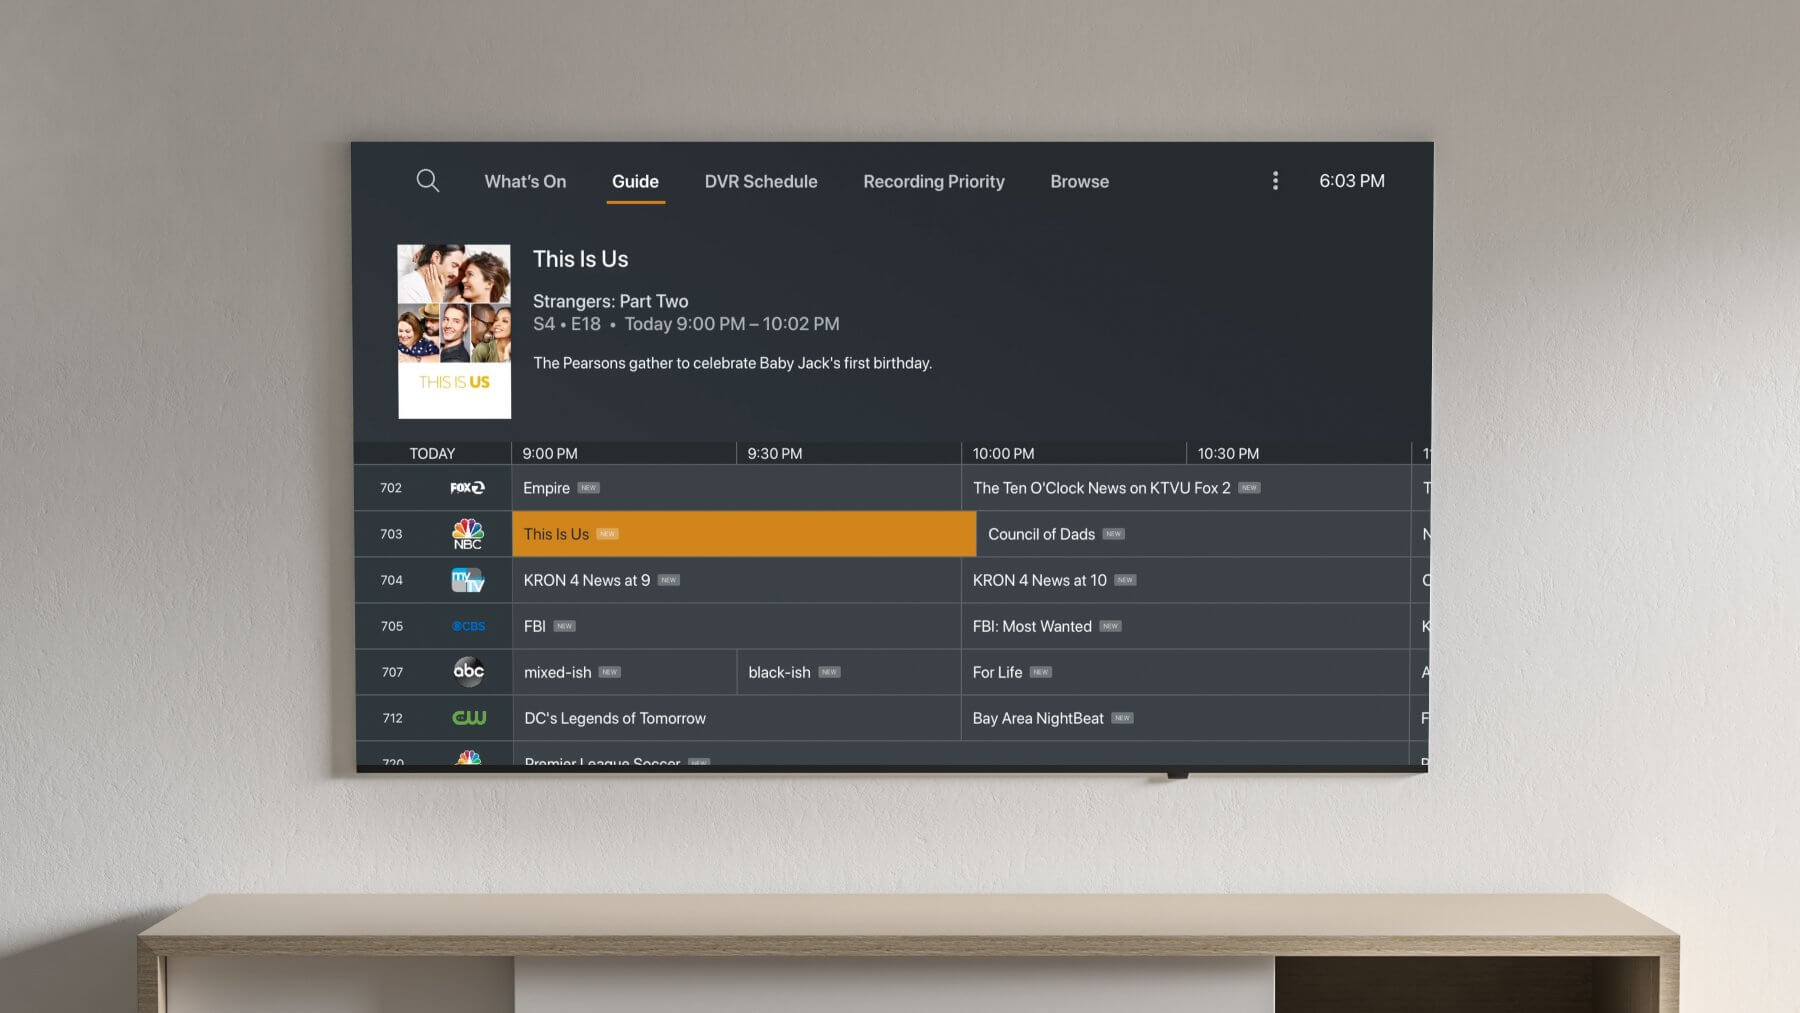 What's On Guide DVR Schedule Recording Priority Browse 6:03 PM
This Is Us
Strangers: Part Two
S4 • E18 • Today 9:00 PM – 10:02 PM
The Pearsons gather to celebrate Baby Jack's first birthday.
THIS IS US
TODAY 9:00 PM 9:30 PM 10:00 PM 10:30 PM
702 FOX 2 Empire NEW The Ten O'Clock News on KTVU Fox 2 NEW
703 NBC This Is Us NEW Council of Dads NEW
704 my TV KRON 4 News at 9 NEW KRON 4 News at 10 NEW
705 CBS FBI NEW FBI: Most Wanted NEW
707 abc mixed-ish NEW black-ish NEW For Life NEW
712 CW DC's Legends of Tomorrow Bay Area NightBeat NEW
720 Premier League Soccer NEW